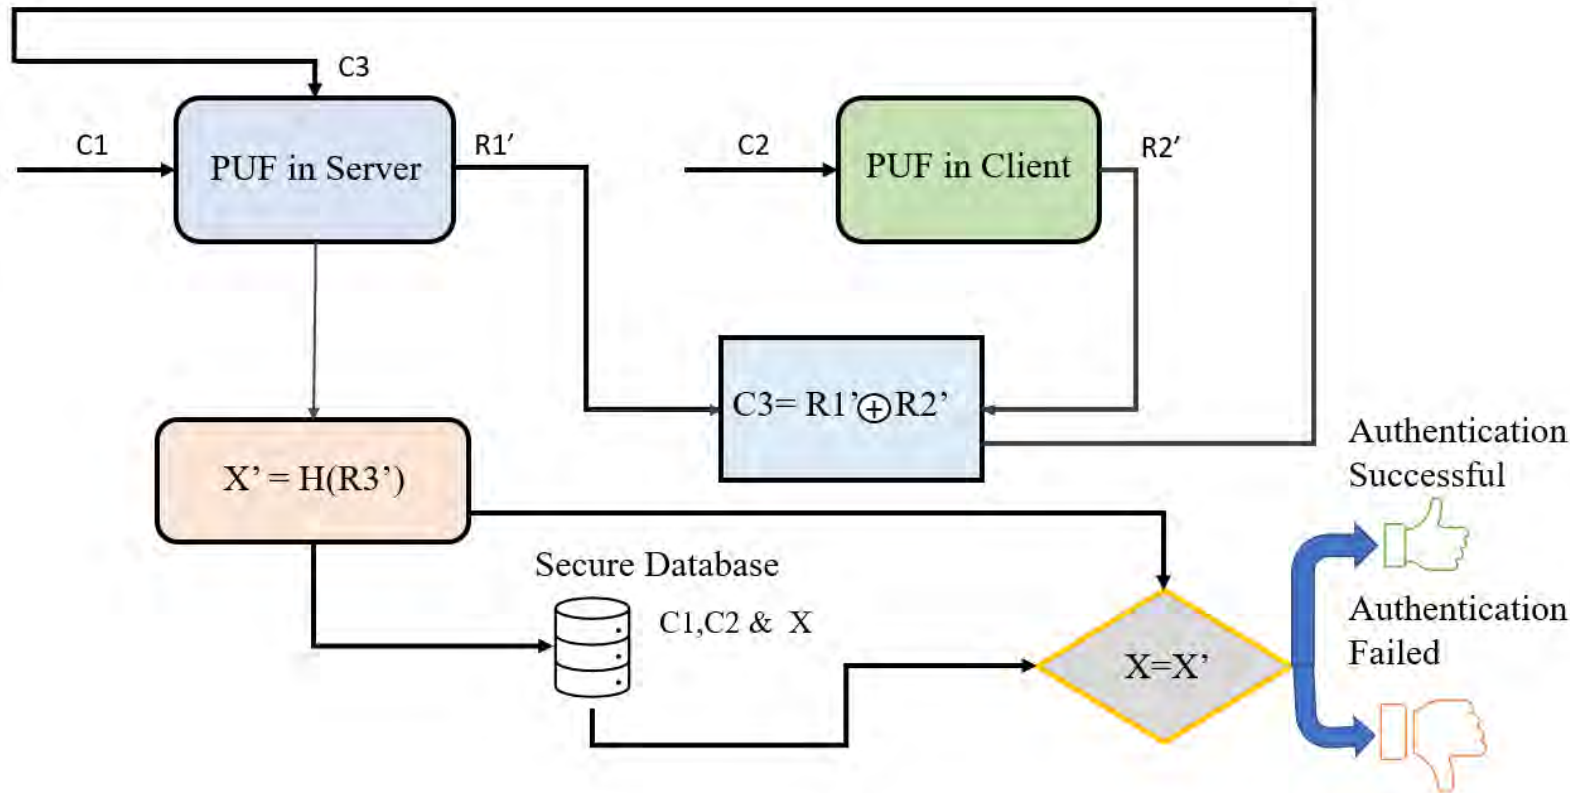 C3
C1
PUF in Server
R1′
C2
PUF in Client
R2′
C3= R1’⊕R2’
X’ = H(R3’)
Secure Database
C1,C2 & X
X=X’
Authentication
Successful
Authentication
Failed